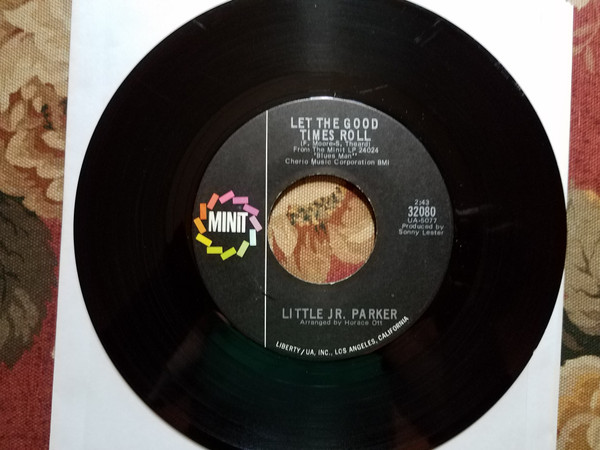 LET THE GOOD
TIMES ROLL
(F. Moore-S. Theard)
From The Minit LP 24024
"Blues Man"
Cherio Music Corporation BMI
MINIT
2:43
32080
UA-5077
Produced by
Sonny Lester
LITTLE JR. PARKER
Arranged by Horace Ott
LIBERTY/UA, INC., LOS ANGELES, CALIFORNIA